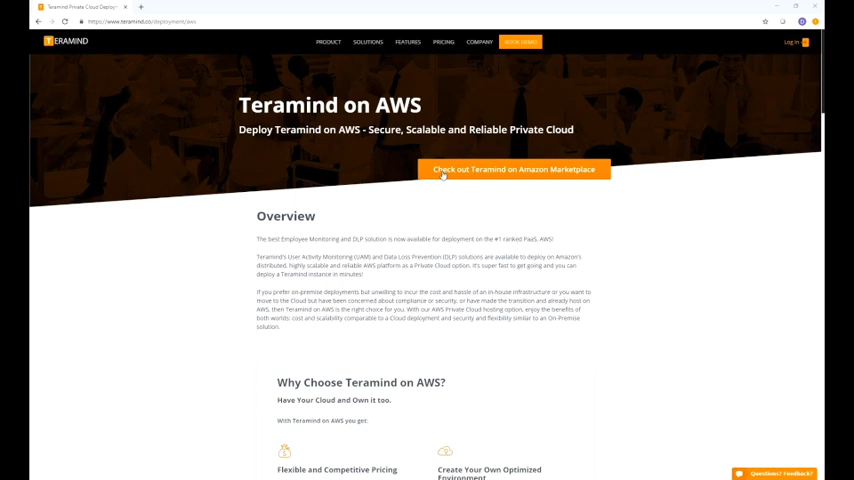 Teramind Private Cloud Deploy
https://www.teramind.co/deployment/aws
TERAMIND
PRODUCT SOLUTIONS FEATURES PRICING COMPANY BOOK DEMO
Log In
Teramind on AWS
Deploy Teramind on AWS - Secure, Scalable and Reliable Private Cloud
Check out Teramind on Amazon Marketplace
Overview
The best Employee Monitoring and DLP solution is now available for deployment on the #1 ranked PaaS, AWS!
Teramind's User Activity Monitoring (UAM) and Data Loss Prevention (DLP) solutions are available to deploy on Amazon's
distributed, highly scalable and reliable AWS platform as a Private Cloud option. It's super fast to get going and you can
deploy a Teramind instance in minutes!
If you prefer on-premise deployments but unwilling to incur the cost and hassle of an in-house infrastructure or you want to
move to the Cloud but have been concerned about compliance or security, or have made the transition and already host on
AWS, then Teramind on AWS is the right choice for you. With our AWS Private Cloud hosting option, enjoy the benefits of
both worlds: cost and scalability comparable to a Cloud deployment and security and flexibility similar to an On-Premise
solution.
Why Choose Teramind on AWS?
Have Your Cloud and Own it too.
With Teramind on AWS you get:
Flexible and Competitive Pricing
Create Your Own Optimized
Environment
Questions? Feedback?